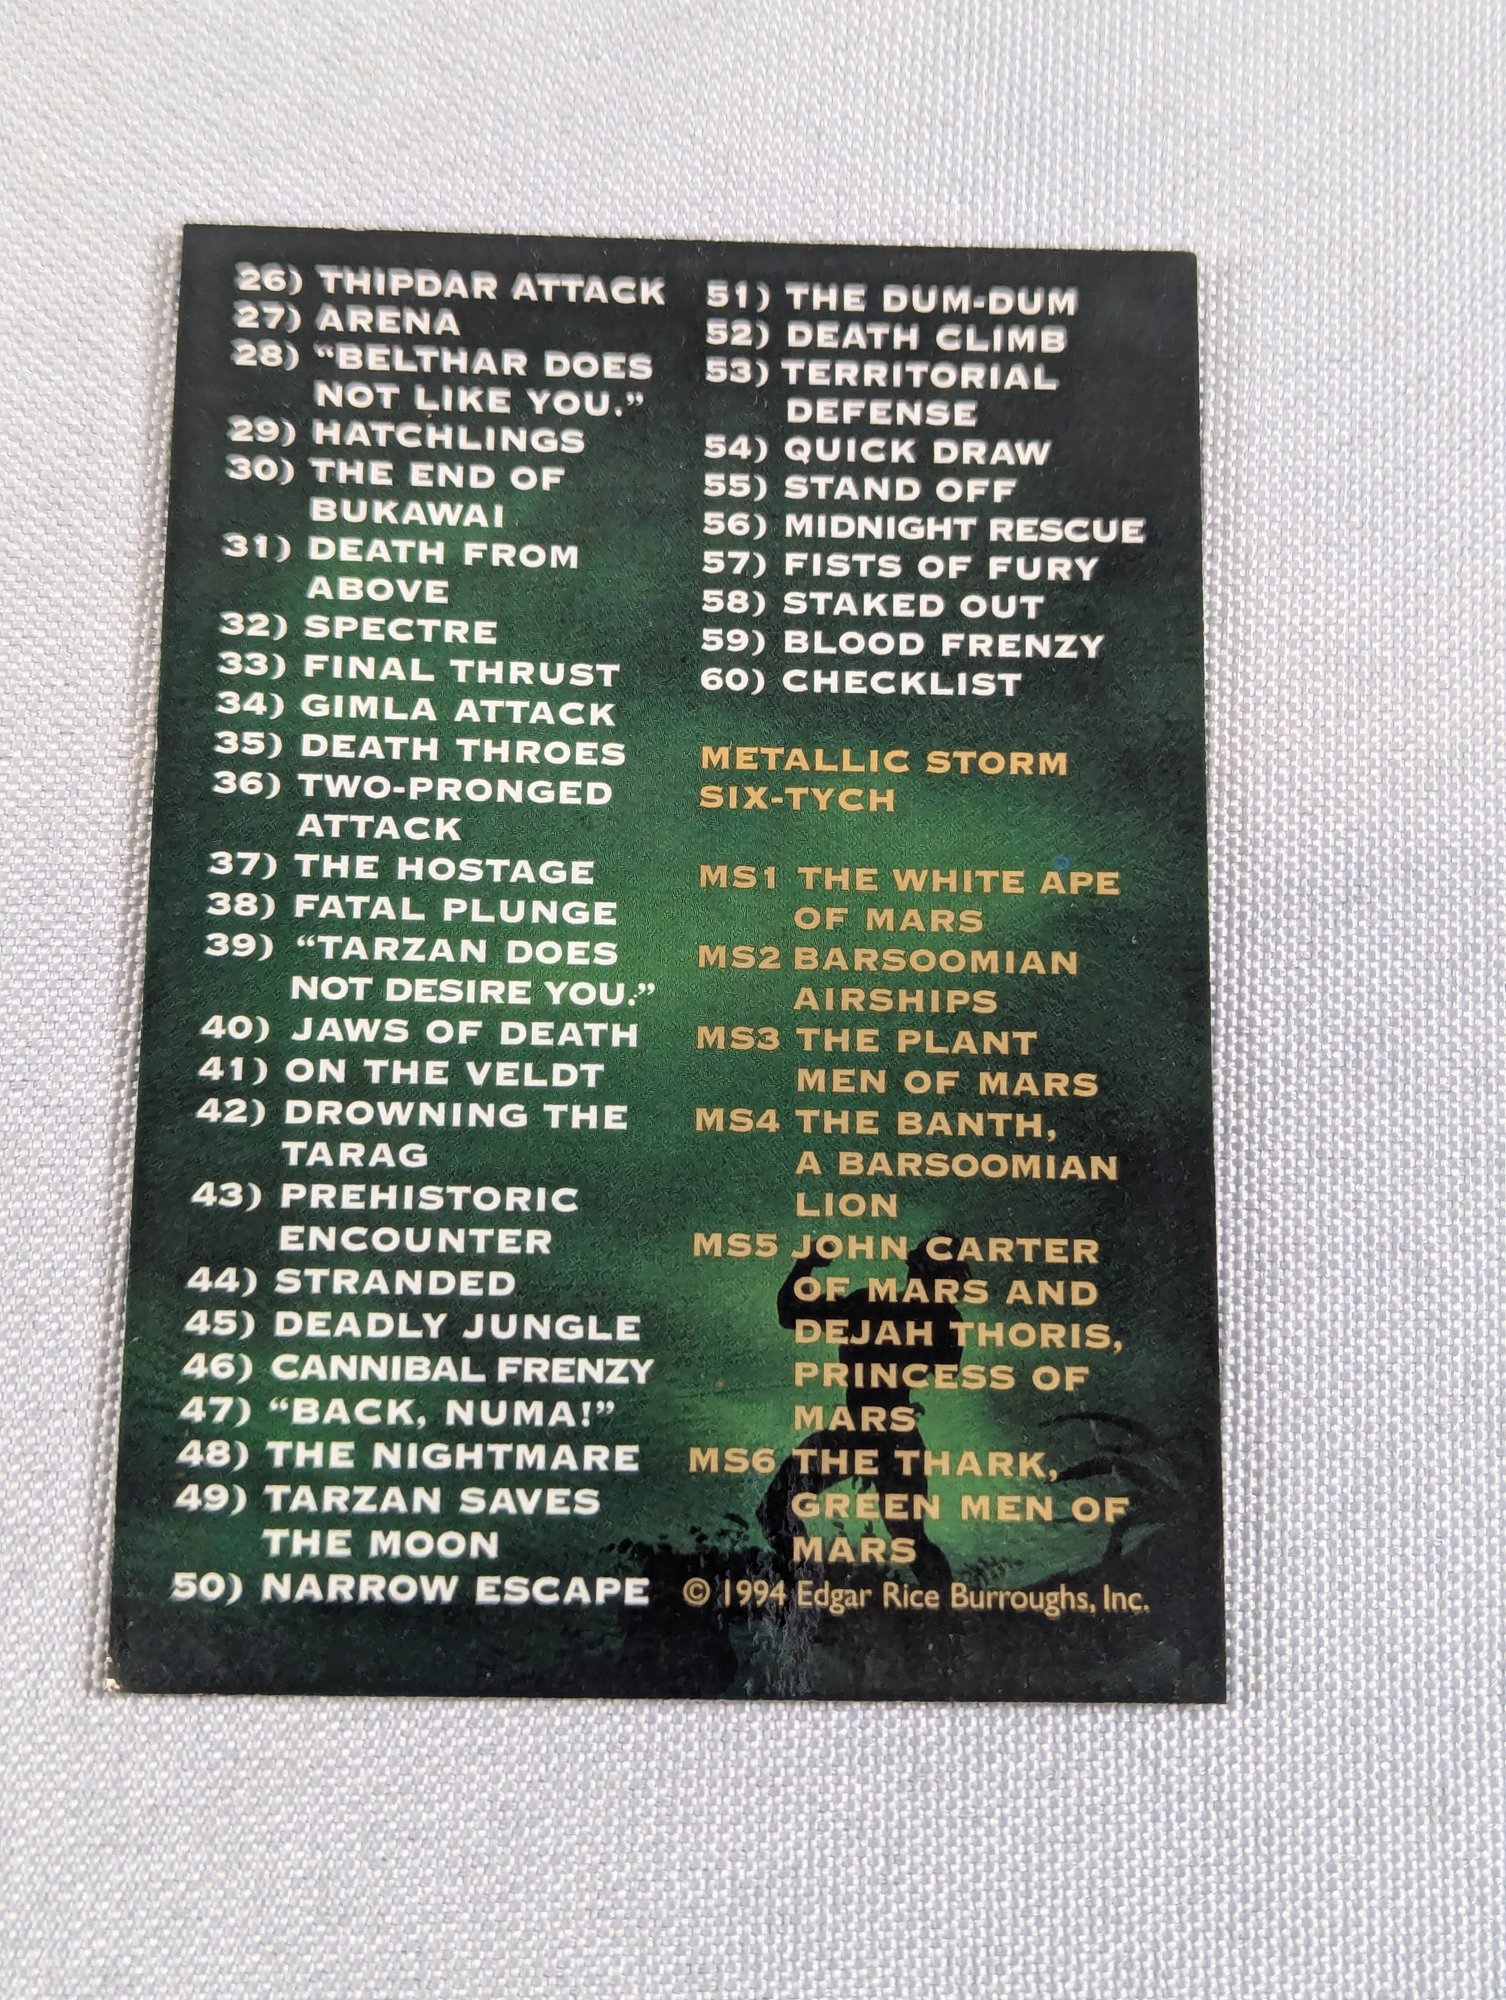 26) THIPDAR ATTACK
27) ARENA
28) “BELTHAR DOES
NOT LIKE YOU.”
29) HATCHLINGS
30) THE END OF
BUKAWAI
31) DEATH FROM
ABOVE
32) SPECTRE
33) FINAL THRUST
34) GIMLA ATTACK
35) DEATH THROES
36) TWO-PRONGED
ATTACK
37) THE HOSTAGE
38) FATAL PLUNGE
39) “TARZAN DOES
NOT DESIRE YOU.”
40) JAWS OF DEATH
41) ON THE VELDT
42) DROWNING THE
TARAG
43) PREHISTORIC
ENCOUNTER
44) STRANDED
45) DEADLY JUNGLE
46) CANNIBAL FRENZY
47) “BACK, NUMA!”
48) THE NIGHTMARE
49) TARZAN SAVES
THE MOON
50) NARROW ESCAPE
51) THE DUM-DUM
52) DEATH CLIMB
53) TERRITORIAL
DEFENSE
54) QUICK DRAW
55) STAND OFF
56) MIDNIGHT RESCUE
57) FISTS OF FURY
58) STAKED OUT
59) BLOOD FRENZY
60) CHECKLIST
METALLIC STORM
SIX-TYCH
MS1 THE WHITE APE
OF MARS
MS2 BARSOOMIAN
AIRSHIPS
MS3 THE PLANT
MEN OF MARS
MS4 THE BANTH,
A BARSOOMIAN
LION
MS5 JOHN CARTER
OF MARS AND
DEJAH THORIS,
PRINCESS OF
MARS
MS6 THE THARK,
GREEN MEN OF
MARS
© 1994 Edgar Rice Burroughs, Inc.